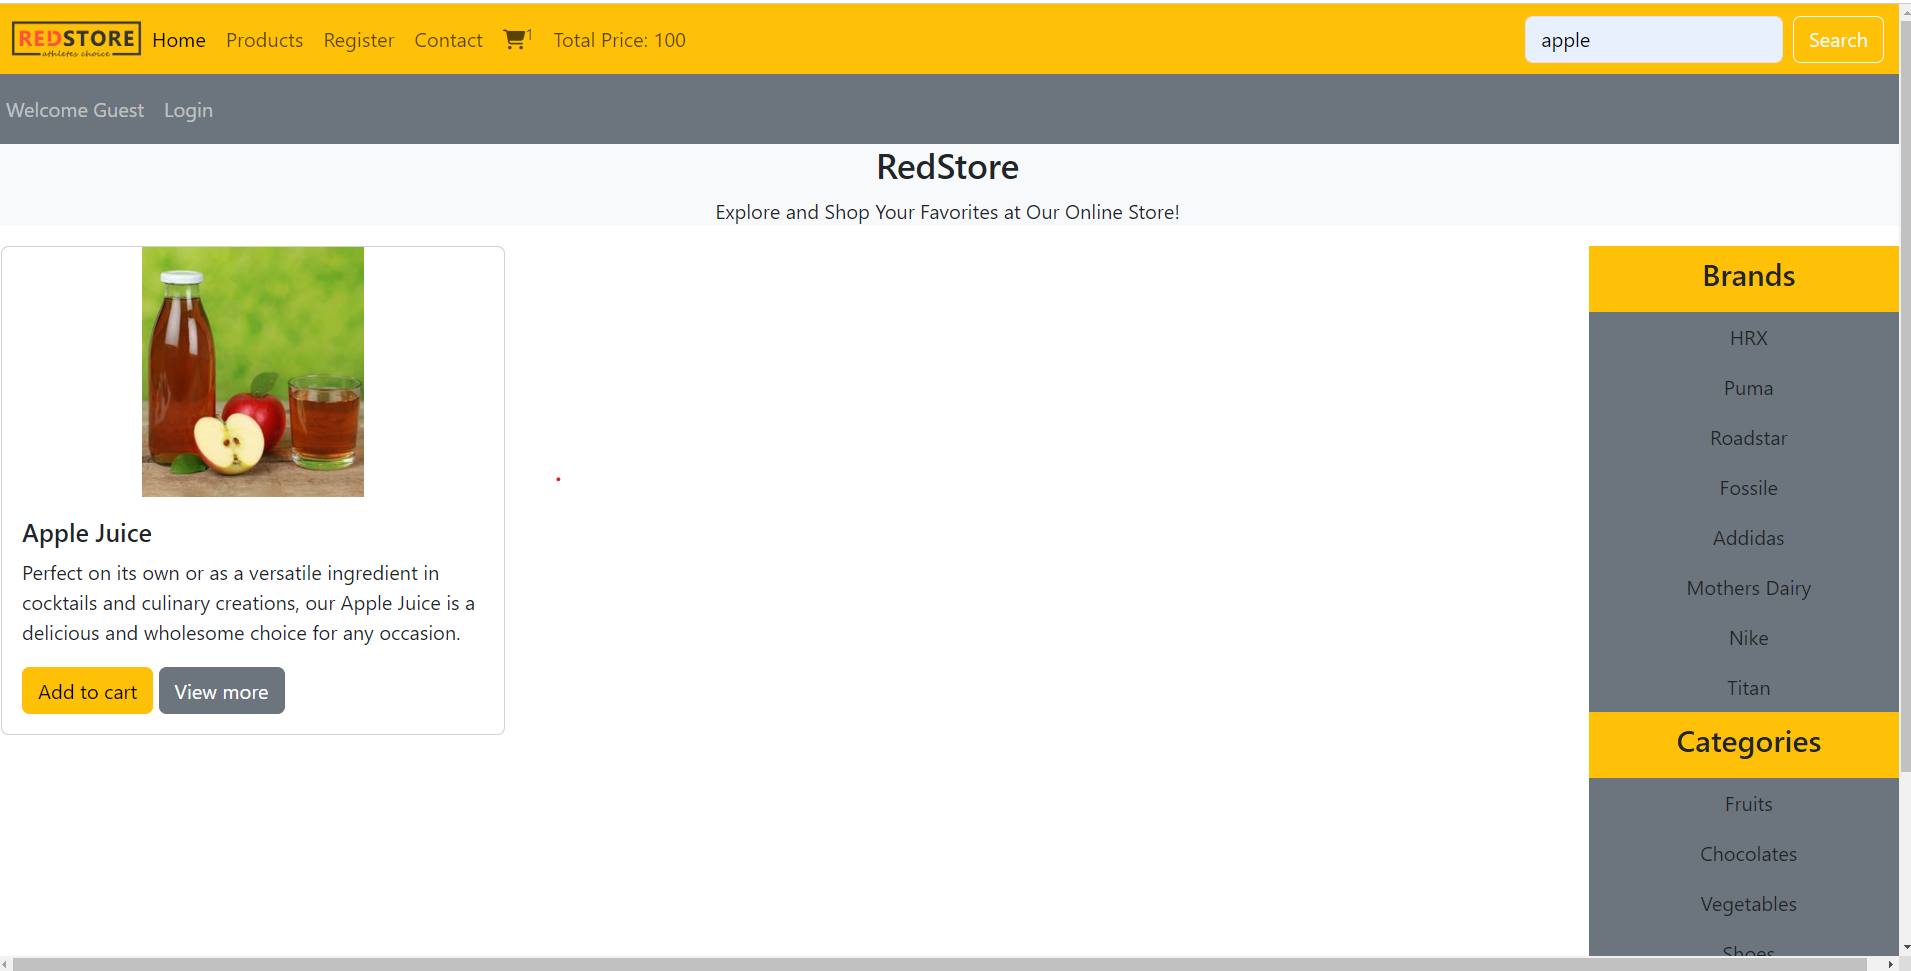 REDSTORE
athletes choice
Home Products Register Contact 1 Total Price: 100 apple Search
Welcome Guest Login
RedStore
Explore and Shop Your Favorites at Our Online Store!
Apple Juice
Perfect on its own or as a versatile ingredient in
cocktails and culinary creations, our Apple Juice is a
delicious and wholesome choice for any occasion.
Add to cart View more
Brands
HRX
Puma
Roadstar
Fossile
Addidas
Mothers Dairy
Nike
Titan
Categories
Fruits
Chocolates
Vegetables
Shoes